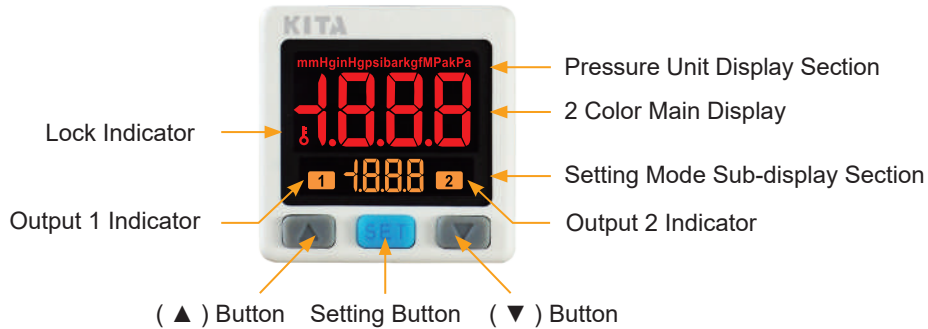 KITA
mmHginHgpsibarkgfMPakPa
Pressure Unit Display Section
-1.8.8.8
2 Color Main Display
Lock Indicator
1 -1.8.8.8 2
Setting Mode Sub-display Section
Output 1 Indicator
Output 2 Indicator
▲ SET ▼
( ▲ ) Button Setting Button ( ▼ ) Button